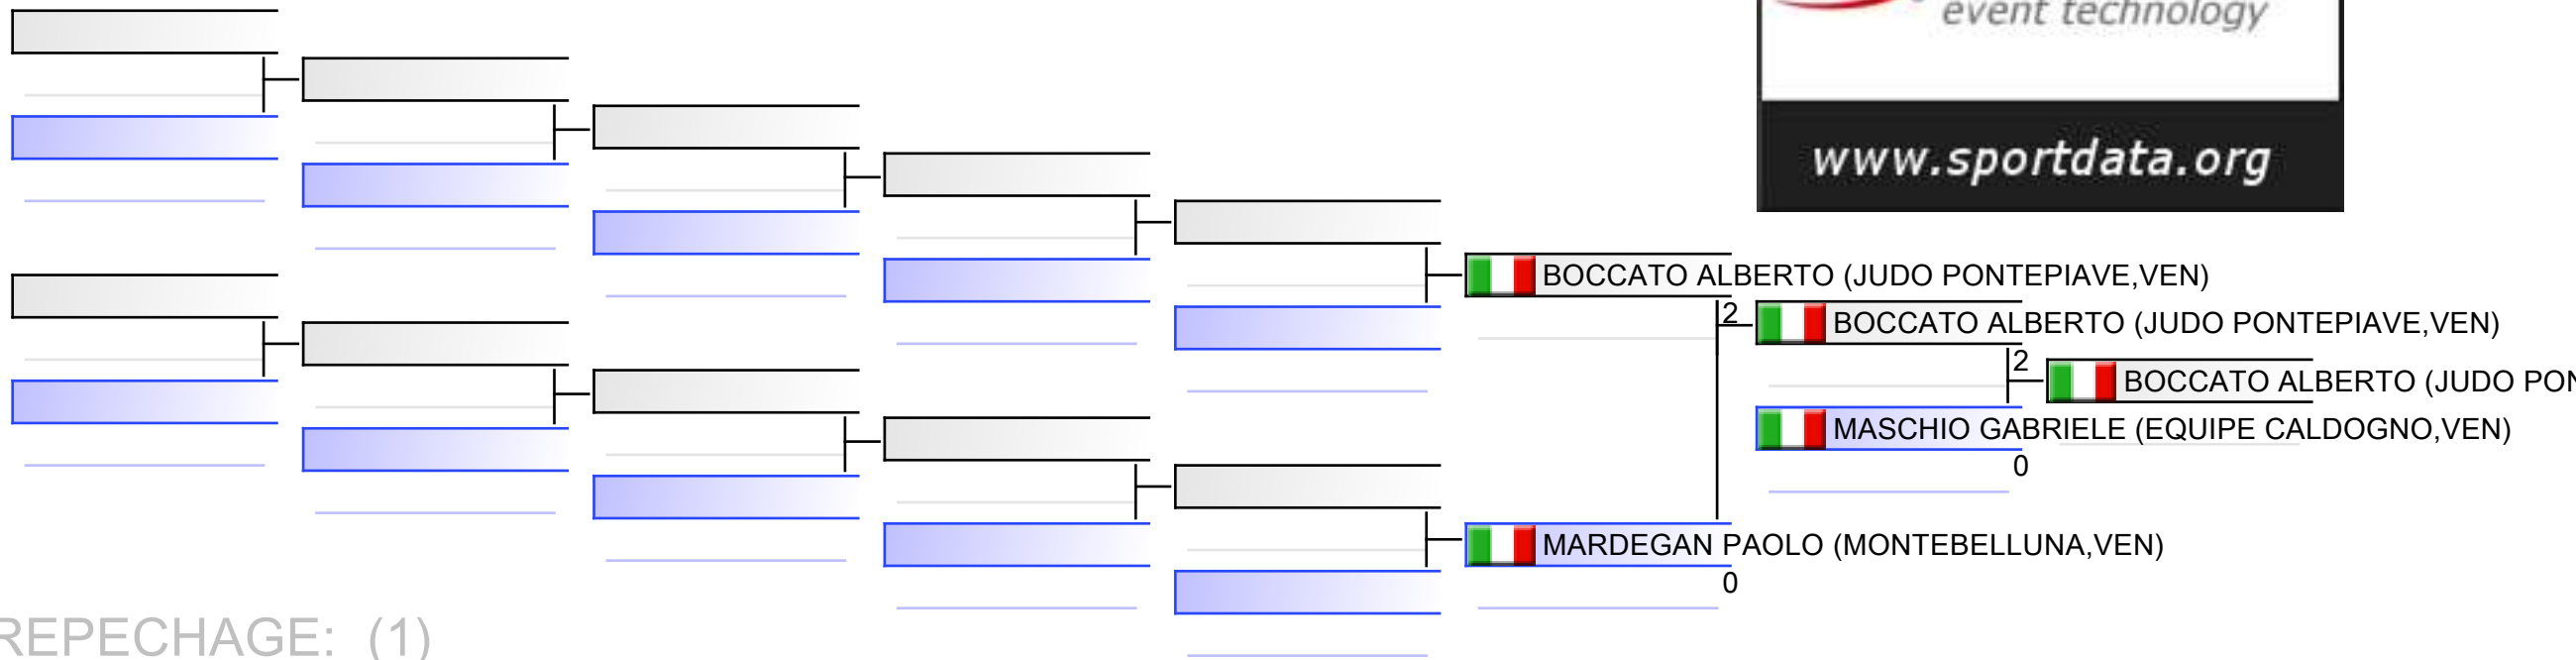 event technology
www.sportdata.org
BOCCATO ALBERTO (JUDO PONTEPIAVE,VEN)
2
BOCCATO ALBERTO (JUDO PONTEPIAVE,VEN)
2
BOCCATO ALBERTO (JUDO PON
MASCHIO GABRIELE (EQUIPE CALDOGNO,VEN)
0
MARDEGAN PAOLO (MONTEBELLUNA,VEN)
0
REPECHAGE: (1)